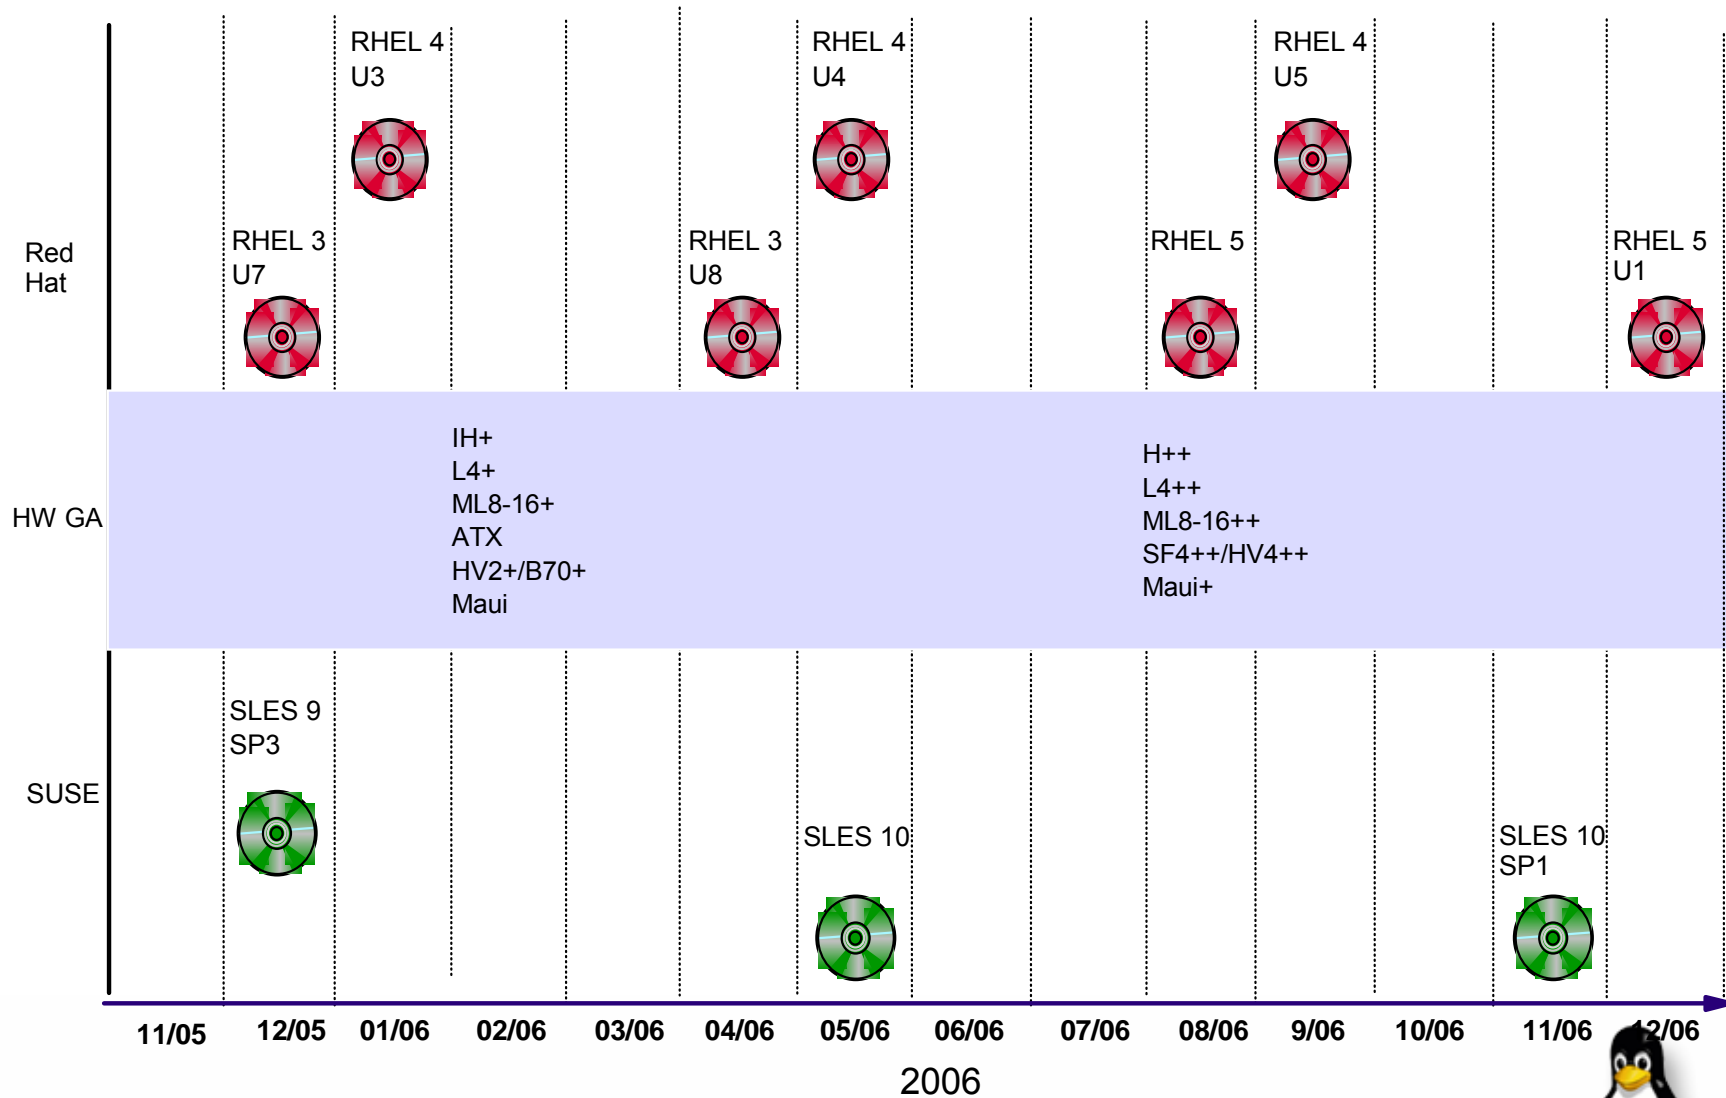 RHEL 4
U3
RHEL 4
U4
RHEL 4
U5
Red
Hat
RHEL 3
U7
RHEL 3
U8
RHEL 5
RHEL 5
U1
HW GA
IH+
L4+
ML8-16+
ATX
HV2+/B70+
Maui
H++
L4++
ML8-16++
SF4++/HV4++
Maui+
SUSE
SLES 9
SP3
SLES 10
SLES 10
SP1
11/05 12/05 01/06 02/06 03/06 04/06 05/06 06/06 07/06 08/06 9/06 10/06 11/06 12/06
2006